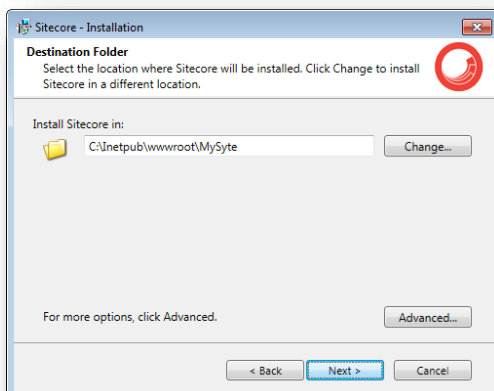 Sitecore - Installation
Destination Folder
Select the location where Sitecore will be installed. Click Change to install
Sitecore in a different location.
Install Sitecore in:
C:\Inetpub\wwwroot\MySyte
Change...
For more options, click Advanced.
Advanced...
< Back
Next >
Cancel